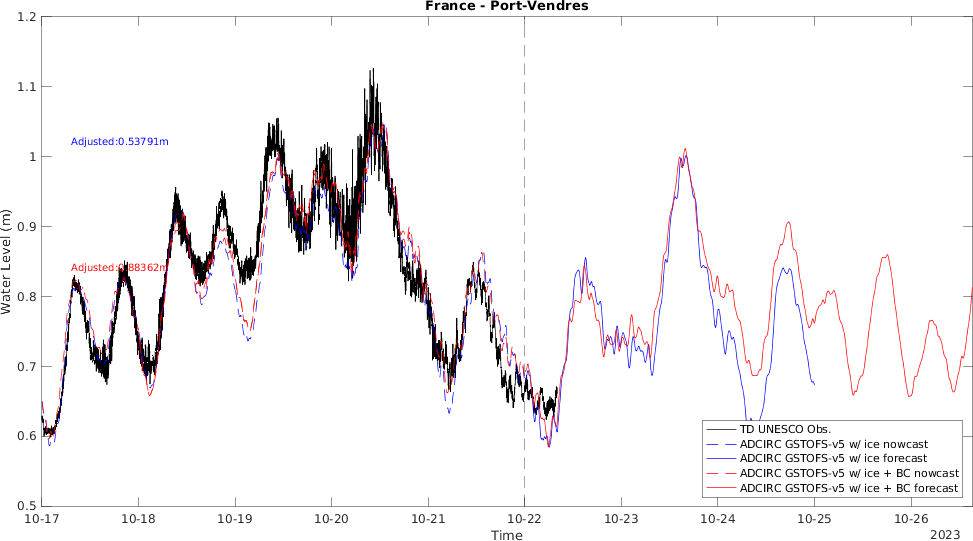 France - Port-Vendres
Water Level (m)
1.2
1.1
1
0.9
0.8
0.7
0.6
0.5
Adjusted:0.53791m
Adjusted:0.88362m
TD UNESCO Obs.
ADCIRC GSTOFS-v5 w/ ice nowcast
ADCIRC GSTOFS-v5 w/ ice forecast
ADCIRC GSTOFS-v5 w/ ice + BC nowcast
ADCIRC GSTOFS-v5 w/ ice + BC forecast
10-17 10-18 10-19 10-20 10-21 10-22 10-23 10-24 10-25 10-26
Time
2023